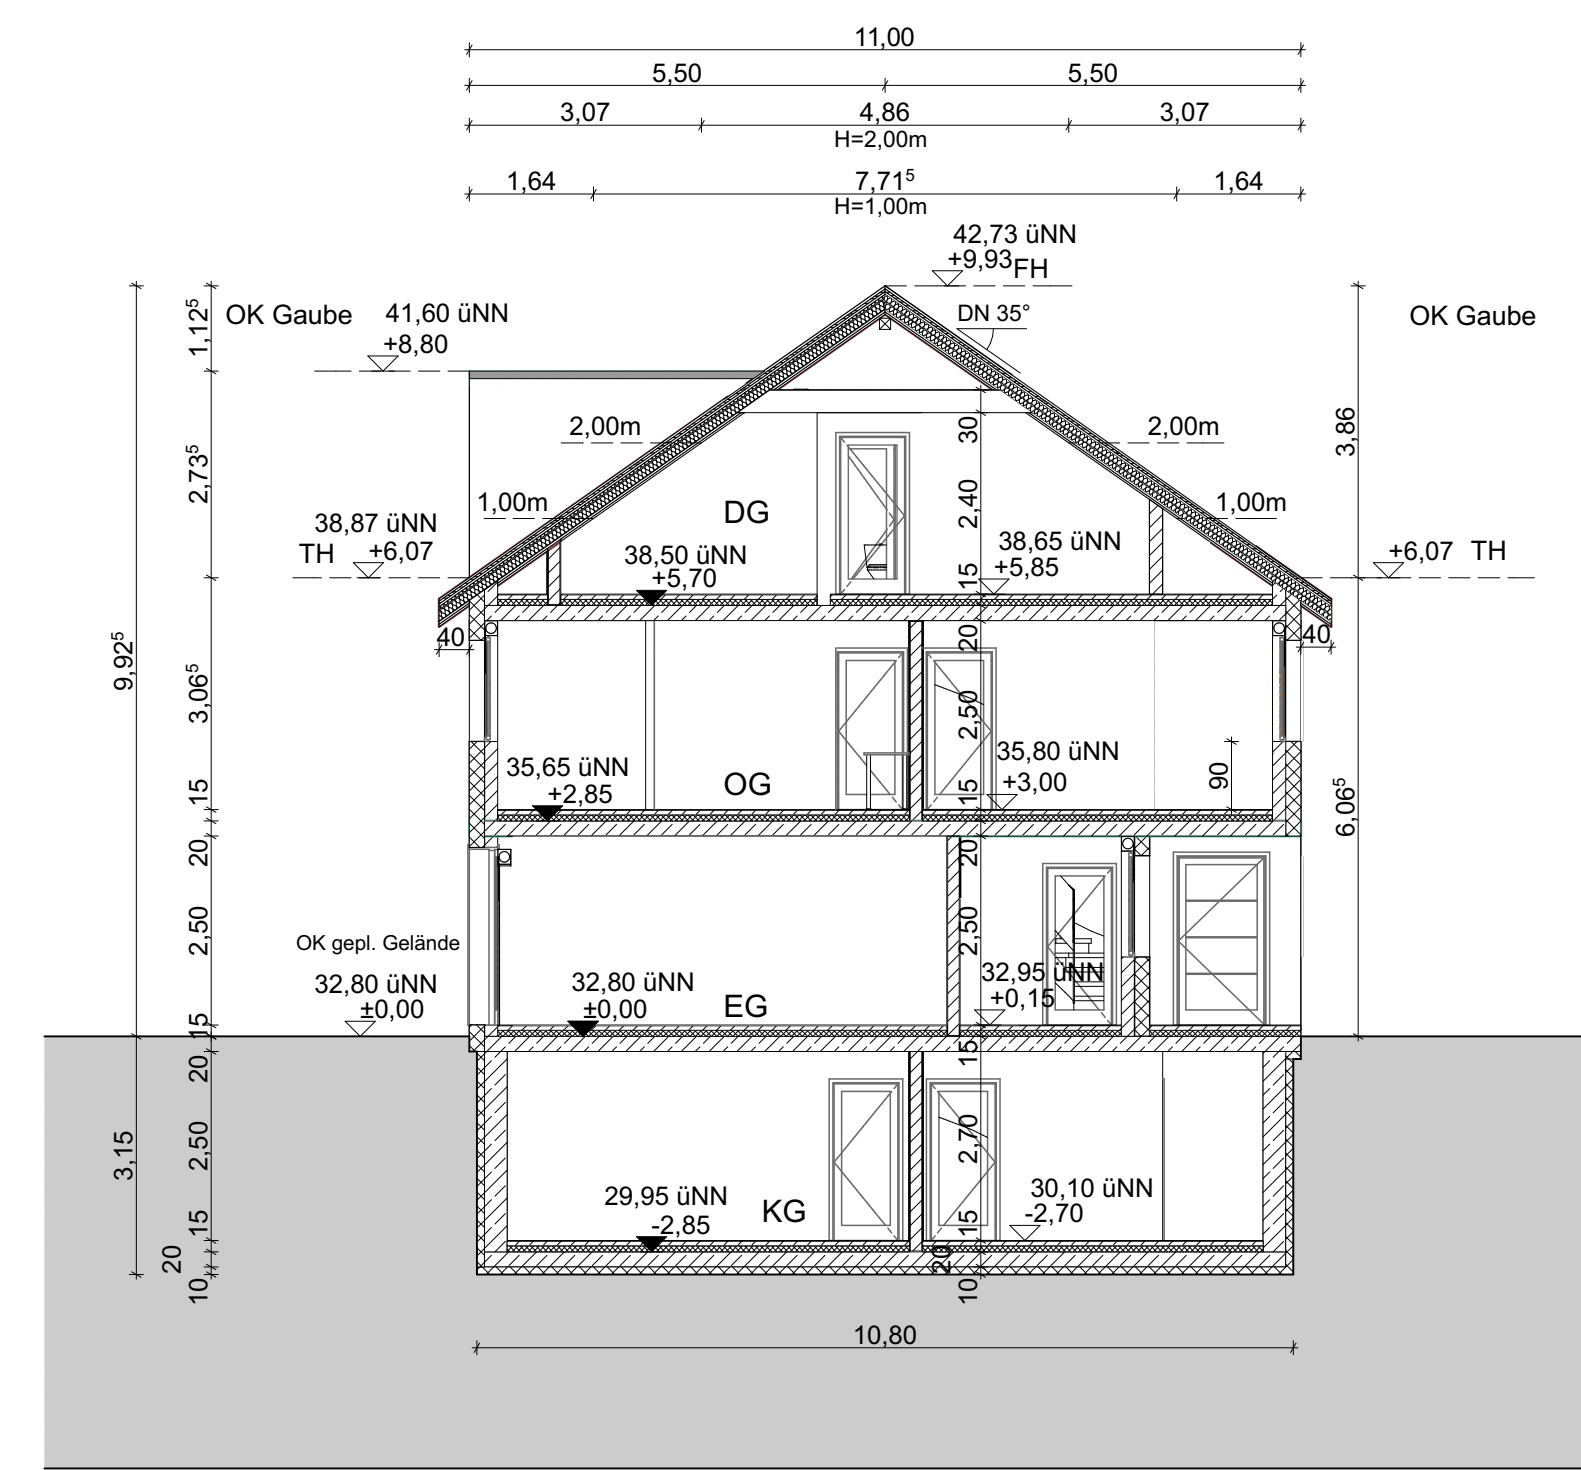 11,00
5,50 5,50
3,07 4,86 3,07
H=2,00m
1,64 7,71⁵ 1,64
H=1,00m
42,73 üNN
+9,93 FH
DN 35°
OK Gaube 41,60 üNN
+8,80
OK Gaube
1,12⁵
2,73⁵
3,06⁵
15
20
2,50
15
20
2,50
15
20
10
9,92⁵
3,15
2,00m 2,00m
1,00m 1,00m
38,87 üNN
TH +6,07
+6,07 TH
3,86
6,06⁵
DG
38,50 üNN
+5,70
38,65 üNN
+5,85
30
2,40
15
20
2,50
15
20
2,50
15
2,70
15
20
10
40 40
35,65 üNN
+2,85
OG
35,80 üNN
+3,00
90
OK gepl. Gelände
32,80 üNN
±0,00
32,80 üNN
±0,00
EG
32,95 üNN
+0,15
29,95 üNN
-2,85
KG
30,10 üNN
-2,70
10,80